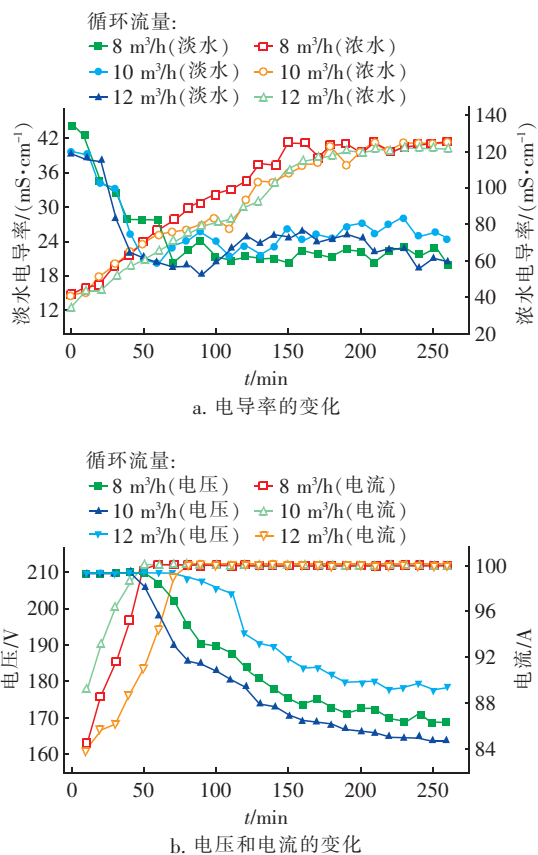 循环流量:
8 m³/h(淡水) 8 m³/h(浓水)
10 m³/h(淡水) 10 m³/h(浓水)
12 m³/h(淡水) 12 m³/h(浓水)
淡水电导率/(mS·cm⁻¹)
42
36
30
24
18
12
浓水电导率/(mS·cm⁻¹)
140
120
100
80
60
40
20
0 50 100 150 200 250
t/min
a. 电导率的变化
循环流量:
8 m³/h(电压) 8 m³/h(电流)
10 m³/h(电压) 10 m³/h(电流)
12 m³/h(电压) 12 m³/h(电流)
电压/V
210
200
190
180
170
160
电流/A
100
96
92
88
84
0 50 100 150 200 250
t/min
b. 电压和电流的变化